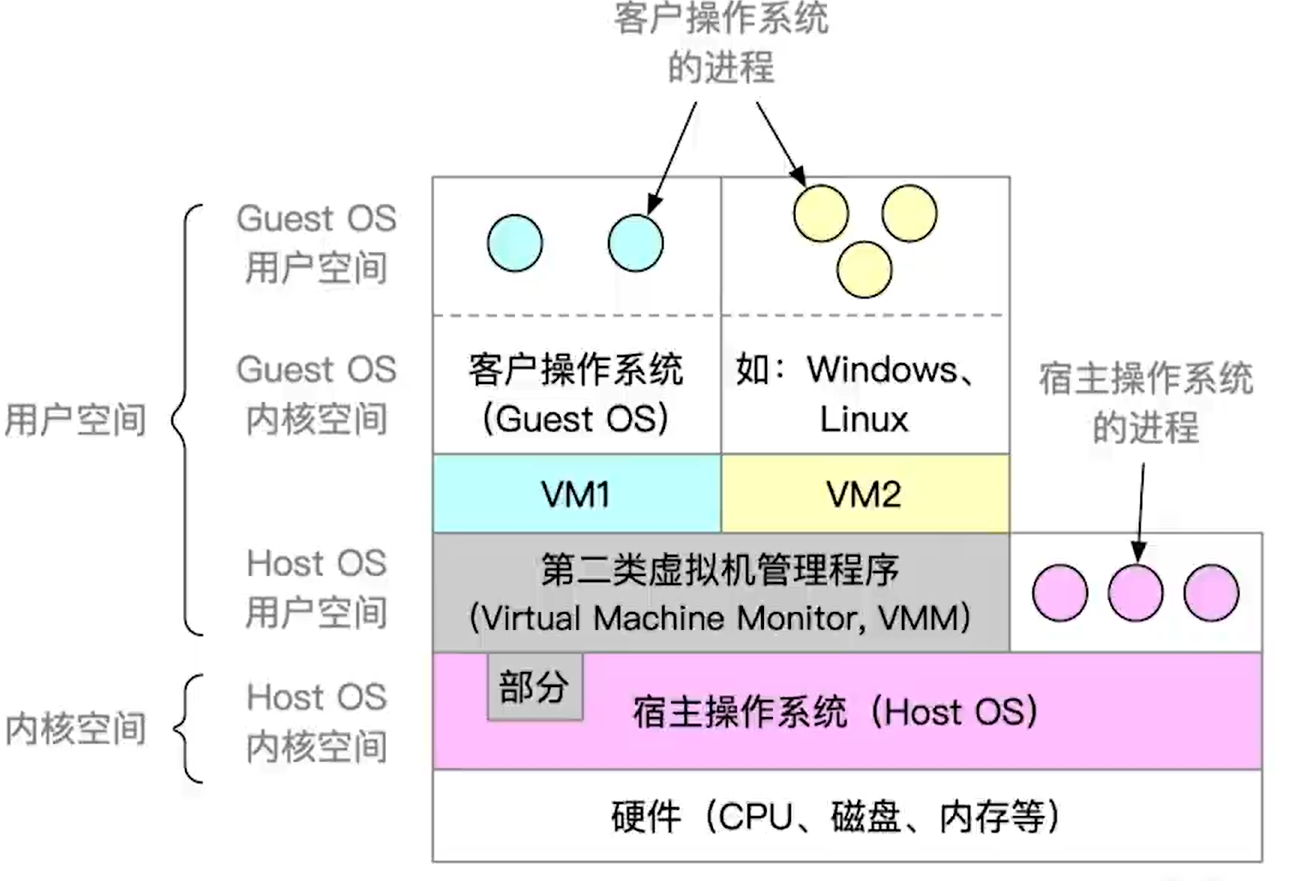 客户操作系统
的进程
Guest OS
用户空间
Guest OS
内核空间
客户操作系统
（Guest OS）
如：Windows、
Linux
宿主操作系统
的进程
用户空间
VM1
VM2
Host OS
用户空间
第二类虚拟机管理程序
（Virtual Machine Monitor, VMM）
内核空间
Host OS
内核空间
部分
宿主操作系统（Host OS）
硬件（CPU、磁盘、内存等）